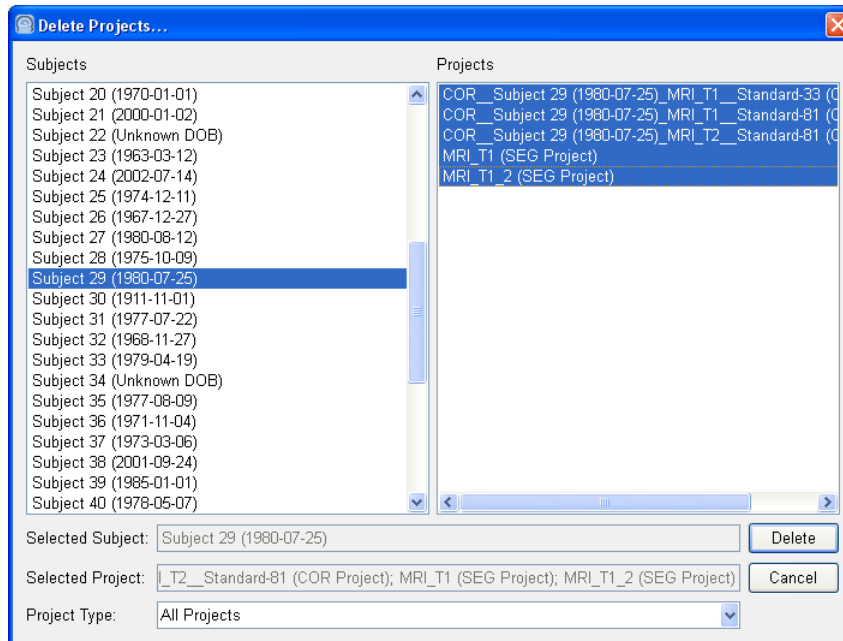 Delete Projects...
Subjects
Projects
Subject 20 (1970-01-01)
Subject 21 (2000-01-02)
Subject 22 (Unknown DOB)
Subject 23 (1963-03-12)
Subject 24 (2002-07-14)
Subject 25 (1974-12-11)
Subject 26 (1967-12-27)
Subject 27 (1980-08-12)
Subject 28 (1975-10-09)
Subject 29 (1980-07-25)
Subject 30 (1911-11-01)
Subject 31 (1977-07-22)
Subject 32 (1968-11-27)
Subject 33 (1979-04-19)
Subject 34 (Unknown DOB)
Subject 35 (1977-08-09)
Subject 36 (1971-11-04)
Subject 37 (1973-03-06)
Subject 38 (2001-09-24)
Subject 39 (1985-01-01)
Subject 40 (1978-05-07)
COR__Subject 29 (1980-07-25)_MRI_T1__Standard-33 (C
COR__Subject 29 (1980-07-25)_MRI_T1__Standard-81 (C
COR__Subject 29 (1980-07-25)_MRI_T2__Standard-81 (C
MRI_T1 (SEG Project)
MRI_T1_2 (SEG Project)
Selected Subject: Subject 29 (1980-07-25) Delete
Selected Project: I_T2__Standard-81 (COR Project); MRI_T1 (SEG Project); MRI_T1_2 (SEG Project) Cancel
Project Type: All Projects